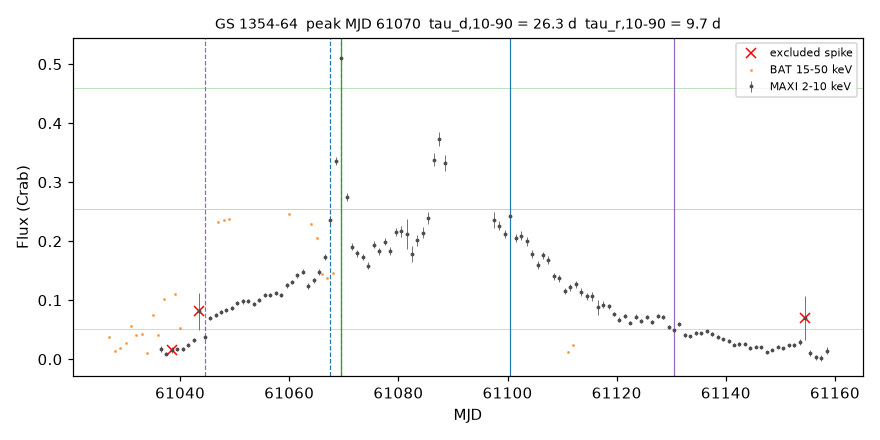 GS 1354-64 peak MJD 61070 tau_d,10-90 = 26.3 d tau_r,10-90 = 9.7 d
excluded spike
BAT 15-50 keV
MAXI 2-10 keV
Flux (Crab)
0.5
0.4
0.3
0.2
0.1
0.0
61040 61060 61080 61100 61120 61140 61160
MJD